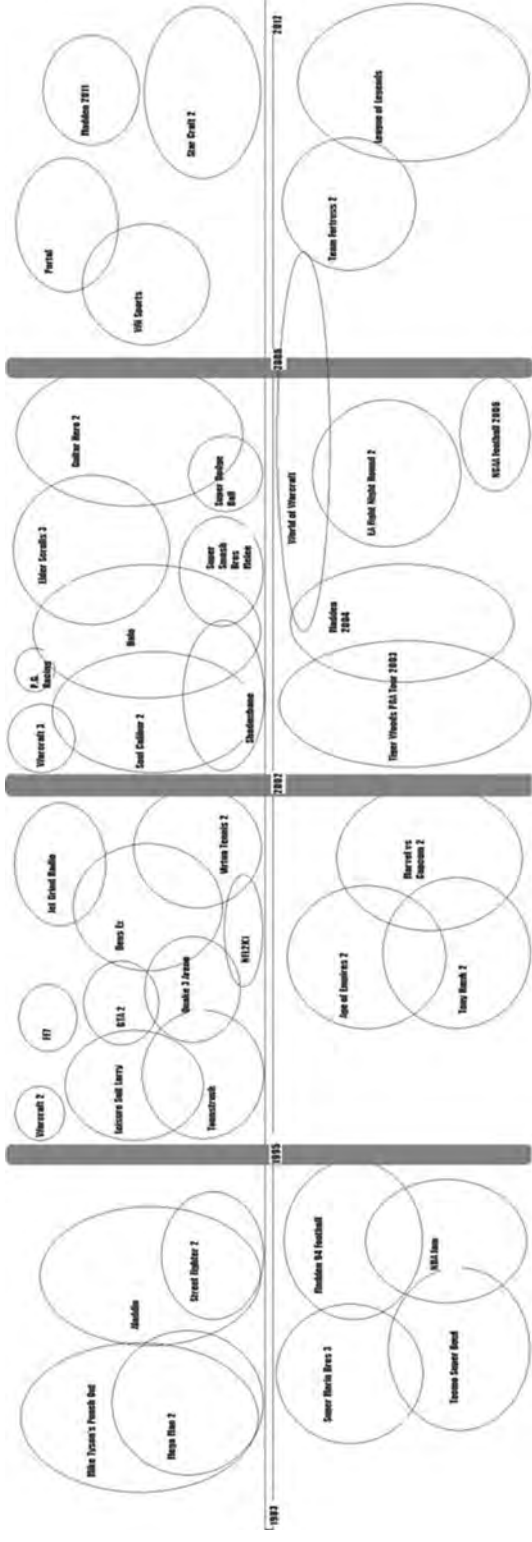 1983
Mike Tyson's Punch Out
Mega Man 2
Tecmo Super Bowl
Super Mario Bros 3
Aladdin
Street Fighter 2
NBA Jam
Madden 94 Football
1995
Warcraft 2
Leisure Suit Larry
Toonstruck
FF7
GTA 2
Quake 3 Arena
NFL2K1
Tony Hawk 2
Age of Empires 2
Deus Ex
Jet Grind Radio
Virtua Tennis 2
Marvel vs
Capcom 2
2002
Warcraft 3
Soul Calibur 2
Shadowbane
Tiger Woods PGA Tour 2003
P.G.
Racing
Halo
Madden
2004
Super
Smash
Bros
Melee
Elder Scrolls 3
World of Warcraft
Super Dodge
Ball
EA Fight Night Round 2
Guitar Hero 2
NCAA Football 2006
2008
Wii Sports
Portal
Team Fortress 2
Star Craft 2
Madden 2011
League of Legends
2012